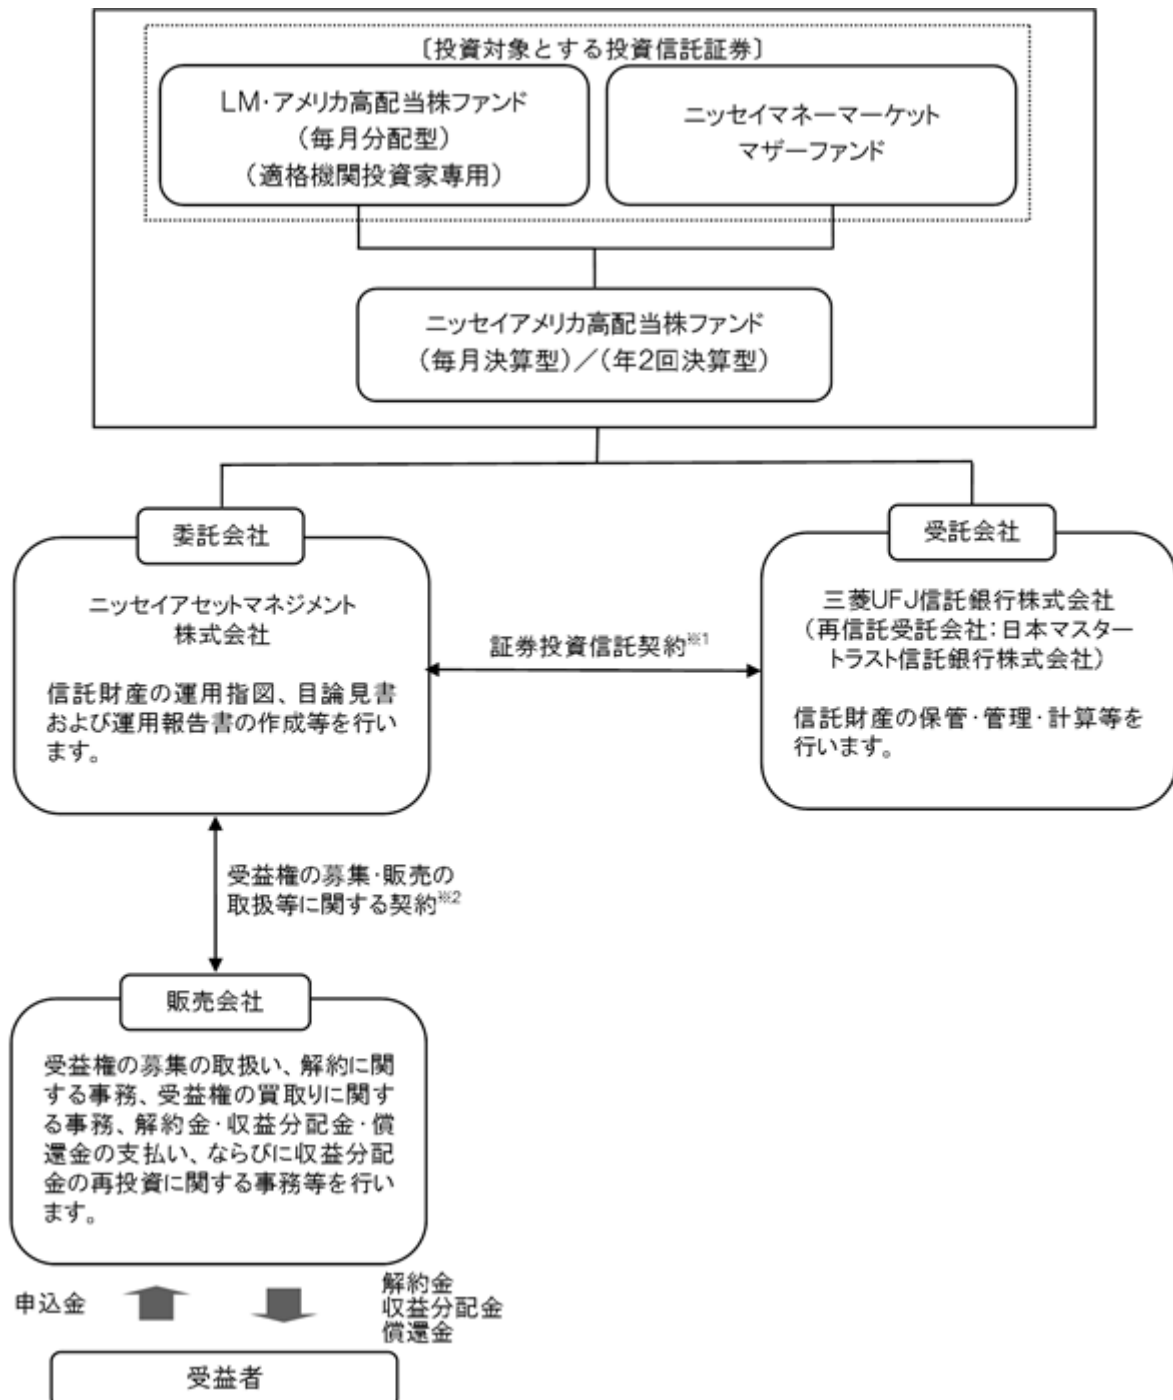 〔投資対象とする投資信託証券〕
LM・アメリカ高配当株ファンド
（毎月分配型）
（適格機関投資家専用）
ニッセイマネーマーケット
マザーファンド
ニッセイアメリカ高配当株ファンド
（毎月決算型）／（年2回決算型）
委託会社
ニッセイアセットマネジメント
株式会社
信託財産の運用指図、目論見書
および運用報告書の作成等を行い
ます。
証券投資信託契約※1
受託会社
三菱UFJ信託銀行株式会社
（再信託受託会社：日本マスター
トラスト信託銀行株式会社）
信託財産の保管・管理・計算等を
行います。
受益権の募集・販売の
取扱等に関する契約※2
販売会社
受益権の募集の取扱い、解約に関
する事務、受益権の買取りに関す
る事務、解約金・収益分配金・償
還金の支払い、ならびに収益分配
金の再投資に関する事務等を行い
ます。
申込金
解約金
収益分配金
償還金
受益者